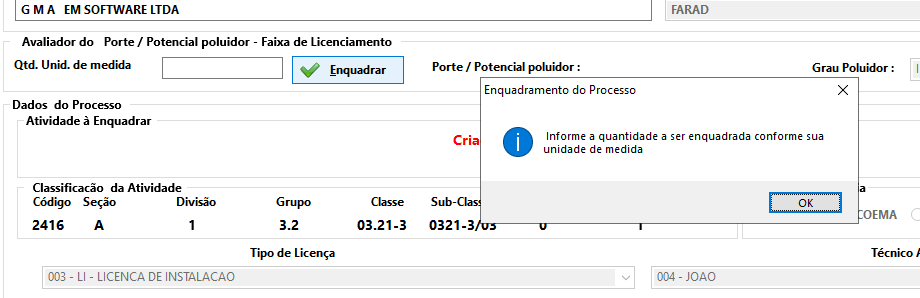 G M A   EM SOFTWARE LTDA
FARAD
Avaliador do   Porte / Potencial poluidor - Faixa de Licenciamento
Qtd. Unid. de medida
Enquadrar
Porte / Potencial poluidor :
Grau Poluidor :
Enquadramento do Processo
Informe a quantidade a ser enquadrada conforme sua
unidade de medida
OK
Dados  do Processo
Atividade à Enquadrar
Cria
Classificacão  da Atividade
Código Seção Divisão Grupo Classe Sub-Class
2416 A 1 3.2 03.21-3 0321-3/03 0 1
COEMA
Tipo de Licença
Técnico A
003 - LI - LICENCA DE INSTALACAO
004 - JOAO